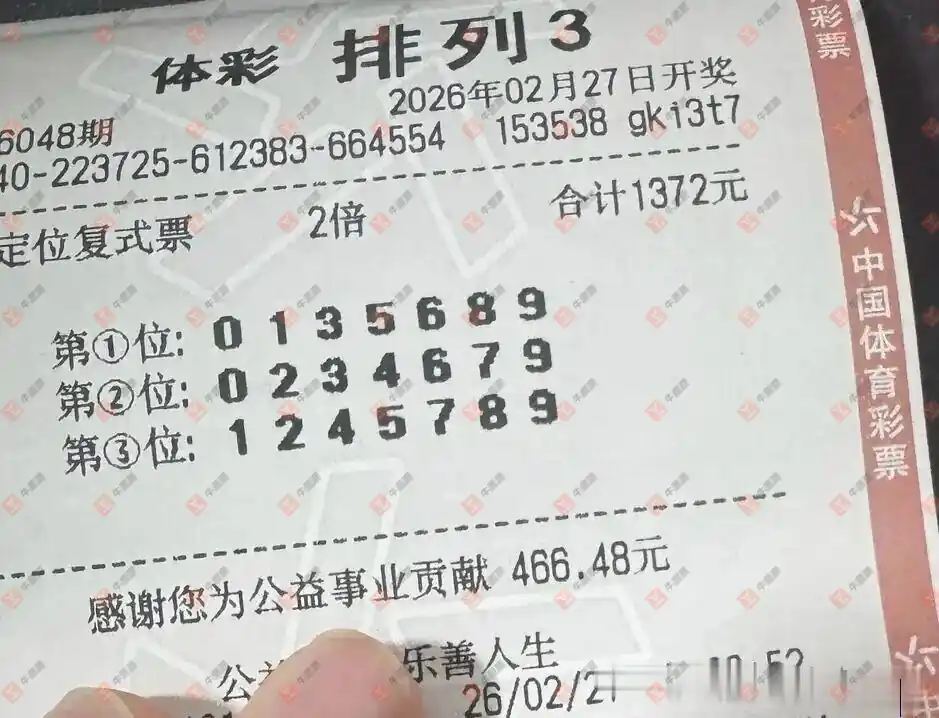 体彩 排列3
2026年02月27日开奖
6048期
40-223725-612383-664554 153538 gki3t7
定位复式票 2倍 合计1372元
第①位: 0 1 3 5 6 8 9
第②位: 0 2 3 4 6 7 9
第③位: 1 2 4 5 7 8 9
感谢您为公益事业贡献 466.48元
公益 乐善人生
26/02/2
彩票
中国体育彩票